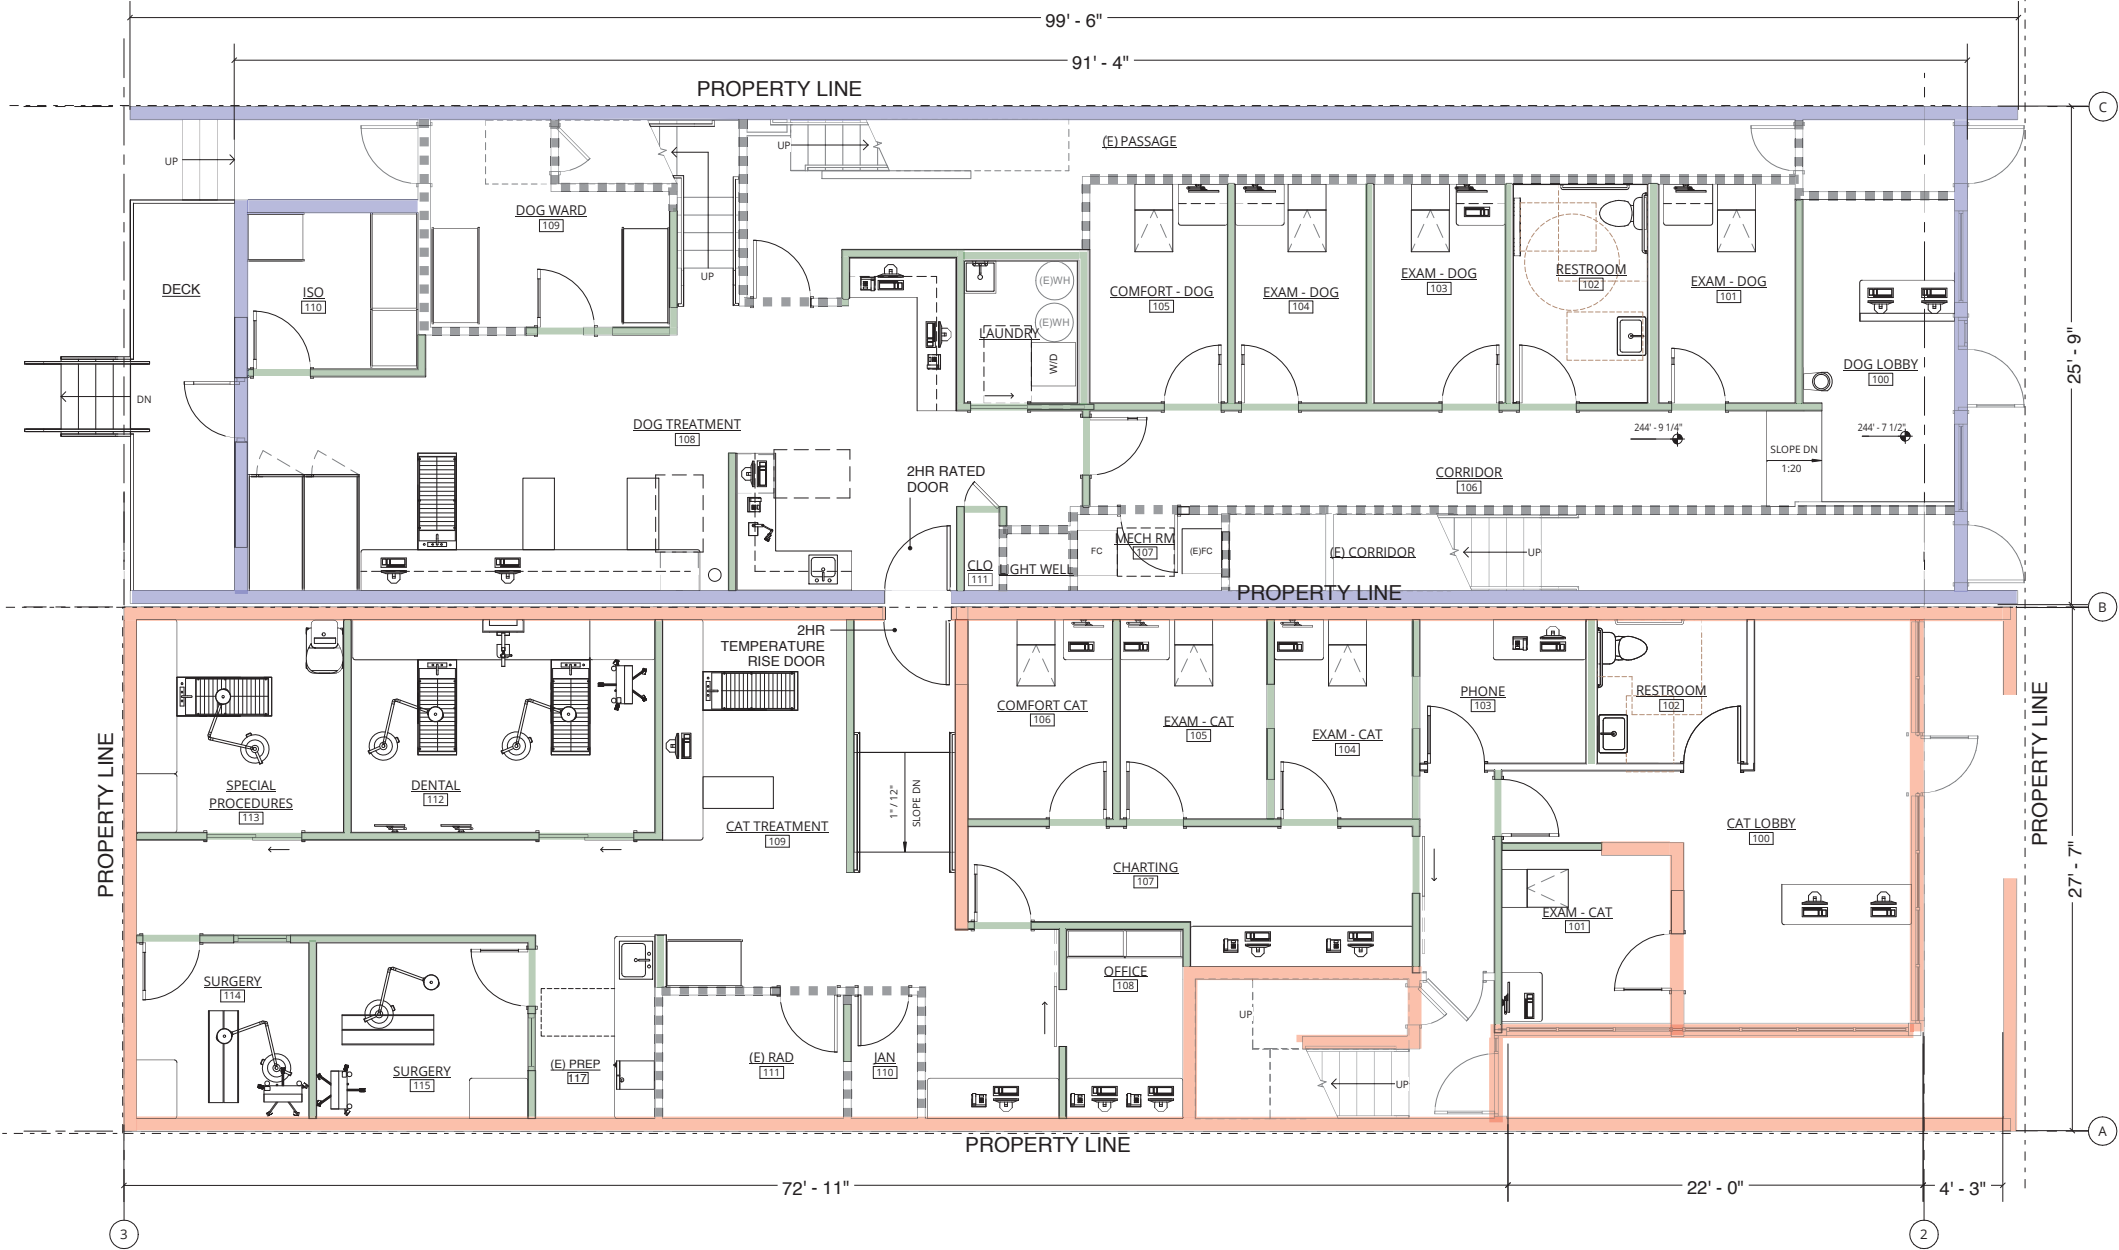 99' - 6"
91' - 4"
PROPERTY LINE
C
UP
UP
(E) PASSAGE
DOG WARD
109
UP
DECK
ISO
110
(E)WH
(E)WH
LAUNDRY
W/D
COMFORT - DOG
105
EXAM - DOG
104
EXAM - DOG
103
RESTROOM
102
EXAM - DOG
101
DOG LOBBY
100
25' - 9"
DN
DOG TREATMENT
108
244' - 9 1/4"
244' - 7 1/2"
SLOPE DN
1:20
2HR RATED
DOOR
CORRIDOR
106
CLO
111
IGHT WELL
FC
MECH RM
107
(E)FC
(E) CORRIDOR
UP
PROPERTY LINE
B
2HR
TEMPERATURE
RISE DOOR
PROPERTY LINE
SPECIAL
PROCEDURES
113
DENTAL
112
CAT TREATMENT
109
1" / 12"
SLOPE DN
COMFORT CAT
106
EXAM - CAT
105
EXAM - CAT
104
PHONE
103
RESTROOM
102
CAT LOBBY
100
PROPERTY LINE
27' - 7"
CHARTING
107
EXAM - CAT
101
OFFICE
108
SURGERY
114
SURGERY
115
(E) PREP
117
(E) RAD
111
JAN
110
UP
UP
PROPERTY LINE
A
72' - 11"
22' - 0"
4' - 3"
3
2